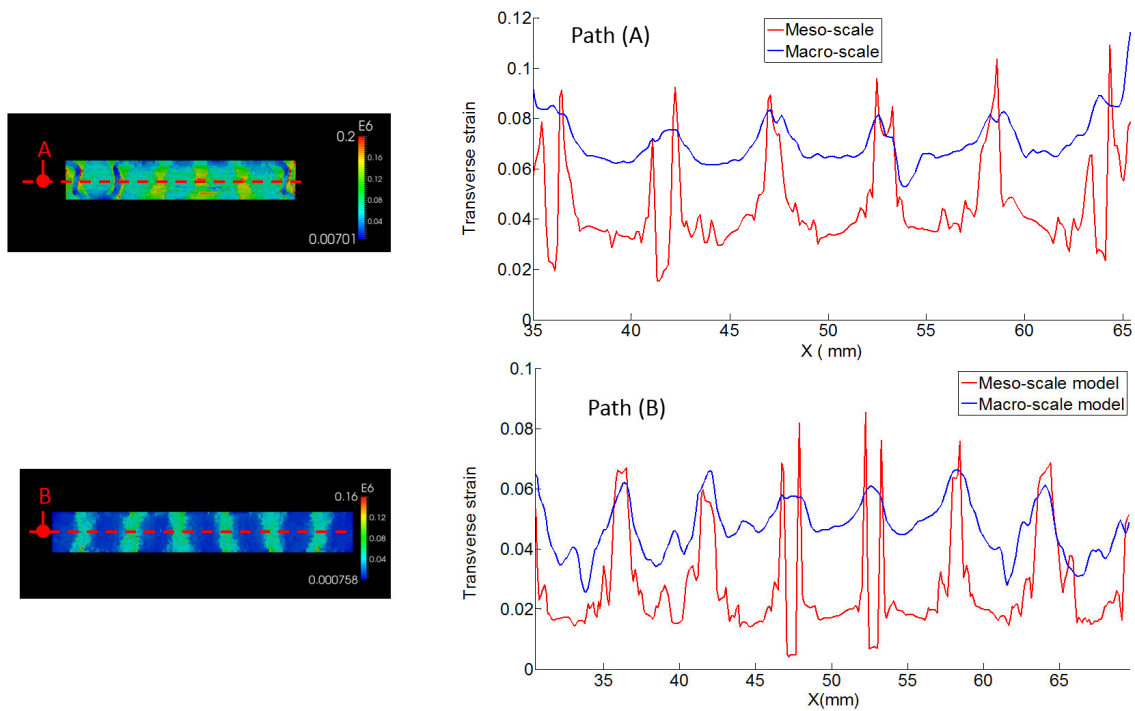 A
E6
0.2
0.16
0.12
0.08
0.04
0.00701
Path (A)
Meso-scale
Macro-scale
Transverse strain
0.12
0.1
0.08
0.06
0.04
0.02
0
35 40 45 50 55 60 65
X ( mm)
B
E6
0.16
0.12
0.08
0.04
0.000758
Path (B)
Meso-scale model
Macro-scale model
Transverse strain
0.1
0.08
0.06
0.04
0.02
0
35 40 45 50 55 60 65
X(mm)